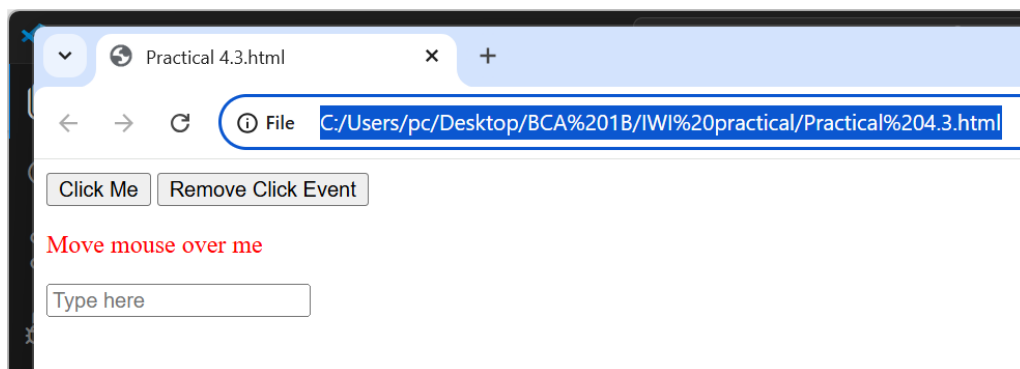 Practical 4.3.html
File C:/Users/pc/Desktop/BCA%201B/IWI%20practical/Practical%204.3.html
Click Me Remove Click Event
Move mouse over me
Type here